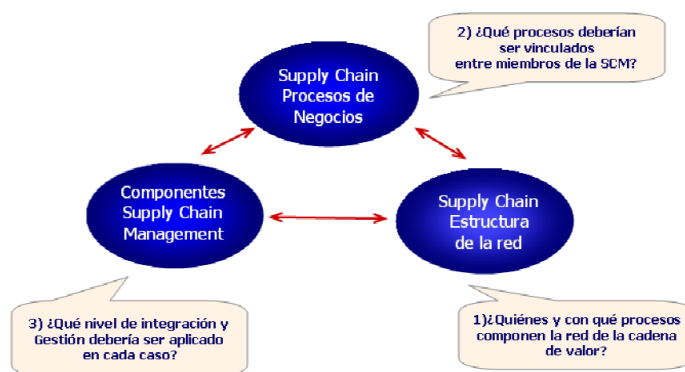 2) ¿Qué procesos deberían
ser vinculados
entre miembros de la SCM?
Supply Chain
Procesos de
Negocios
Componentes
Supply Chain
Management
Supply Chain
Estructura
de la red
3) ¿Qué nivel de integración y
Gestión debería ser aplicado
en cada caso?
1)¿Quiénes y con qué procesos
componen la red de la cadena
de valor?